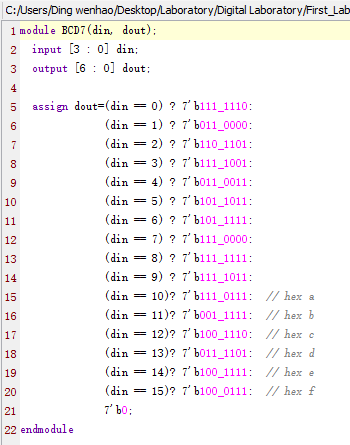 C:/Users/Ding wenhao/Desktop/Laboratory/Digital Laboratory/First_Lab
1 module BCD7(din, dout);
2 input [3 : 0] din;
3 output [6 : 0] dout;
4
5 assign dout=(din == 0) ? 7'b111_1110:
6 (din == 1) ? 7'b011_0000:
7 (din == 2) ? 7'b110_1101:
8 (din == 3) ? 7'b111_1001:
9 (din == 4) ? 7'b011_0011:
10 (din == 5) ? 7'b101_1011:
11 (din == 6) ? 7'b101_1111:
12 (din == 7) ? 7'b111_0000:
13 (din == 8) ? 7'b111_1111:
14 (din == 9) ? 7'b111_1011:
15 (din == 10)? 7'b111_0111: // hex a
16 (din == 11)? 7'b001_1111: // hex b
17 (din == 12)? 7'b100_1110: // hex c
18 (din == 13)? 7'b011_1101: // hex d
19 (din == 14)? 7'b100_1111: // hex e
20 (din == 15)? 7'b100_0111: // hex f
21 7'b0;
22 endmodule